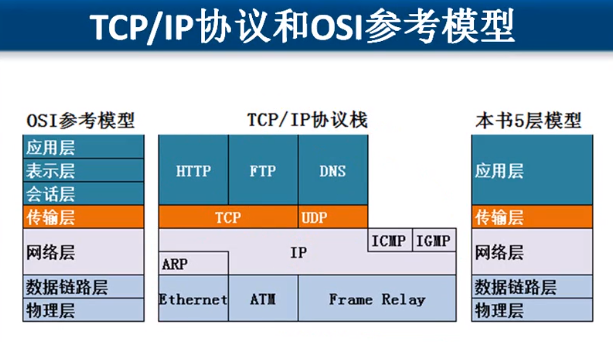 TCP/IP协议和OSI参考模型
OSI参考模型
TCP/IP协议栈
本书5层模型
应用层
表示层
会话层
传输层
网络层
数据链路层
物理层
HTTP
FTP
DNS
TCP
UDP
ICMP
IGMP
IP
ARP
Ethernet
ATM
Frame Relay
应用层
传输层
网络层
数据链路层
物理层